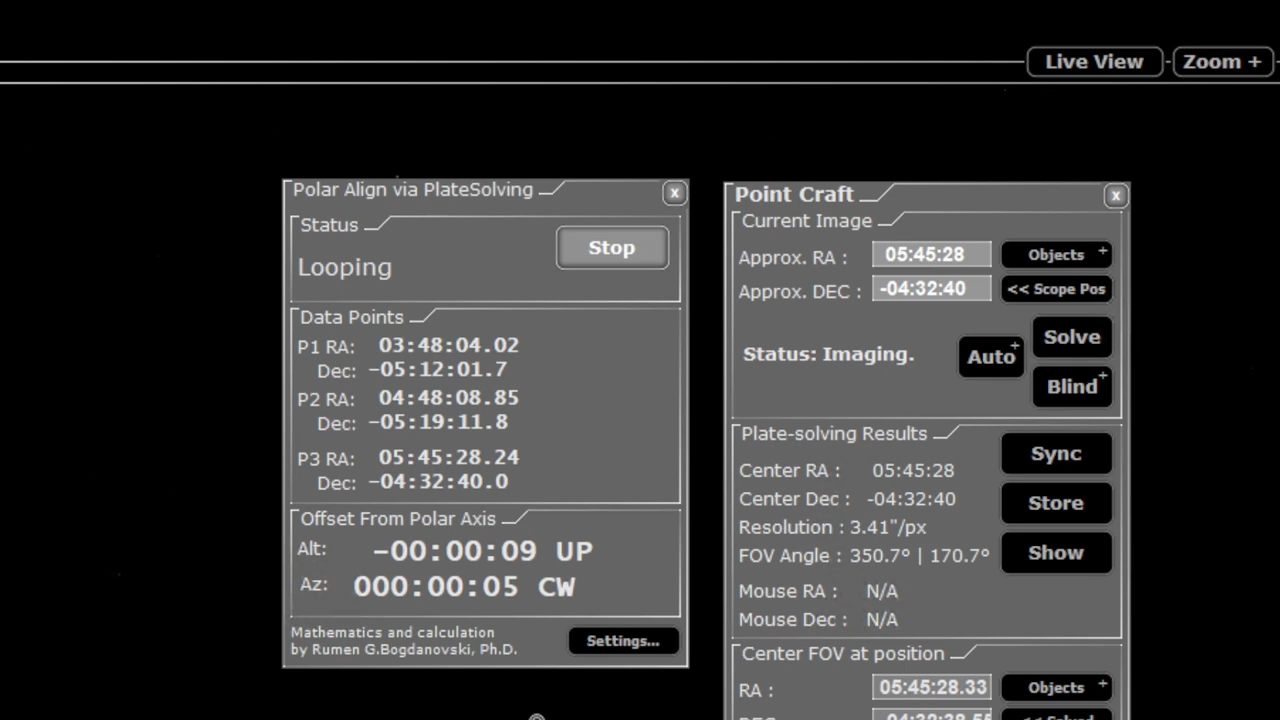 Live View
Zoom +
Polar Align via PlateSolving
x
Status
Looping
Stop
Data Points
P1 RA: 03:48:04.02
Dec: -05:12:01.7
P2 RA: 04:48:08.85
Dec: -05:19:11.8
P3 RA: 05:45:28.24
Dec: -04:32:40.0
Offset From Polar Axis
Alt: -00:00:09 UP
Az: 000:00:05 CW
Mathematics and calculation
by Rumen G.Bogdanovski, Ph.D.
Settings...
Point Craft
x
Current Image
Approx. RA : 05:45:28 Objects +
Approx. DEC : -04:32:40 << Scope Pos
Status: Imaging.
Auto +
Solve
Blind +
Plate-solving Results
Center RA : 05:45:28
Center Dec : -04:32:40
Resolution : 3.41"/px
FOV Angle : 350.7° | 170.7°
Mouse RA : N/A
Mouse Dec : N/A
Sync
Store
Show
Center FOV at position
RA : 05:45:28.33 Objects +